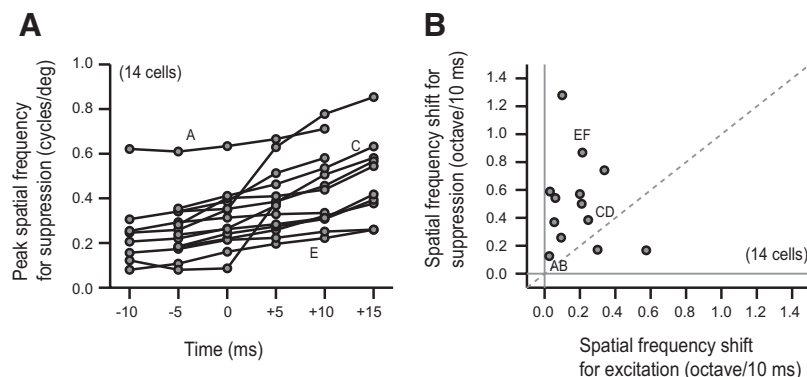 A
(14 cells)
Peak spatial frequency
for suppression (cycles/deg)
1.0
0.8
0.6
0.4
0.2
0.0
A
C
E
-10
-5
0
+5
+10
+15
Time (ms)
B
Spatial frequency shift for
suppression (octave/10 ms)
1.4
1.2
1.0
0.8
0.6
0.4
0.2
0.0
EF
CD
AB
(14 cells)
0.0 0.2 0.4 0.6 0.8 1.0 1.2 1.4
Spatial frequency shift
for excitation (octave/10 ms)